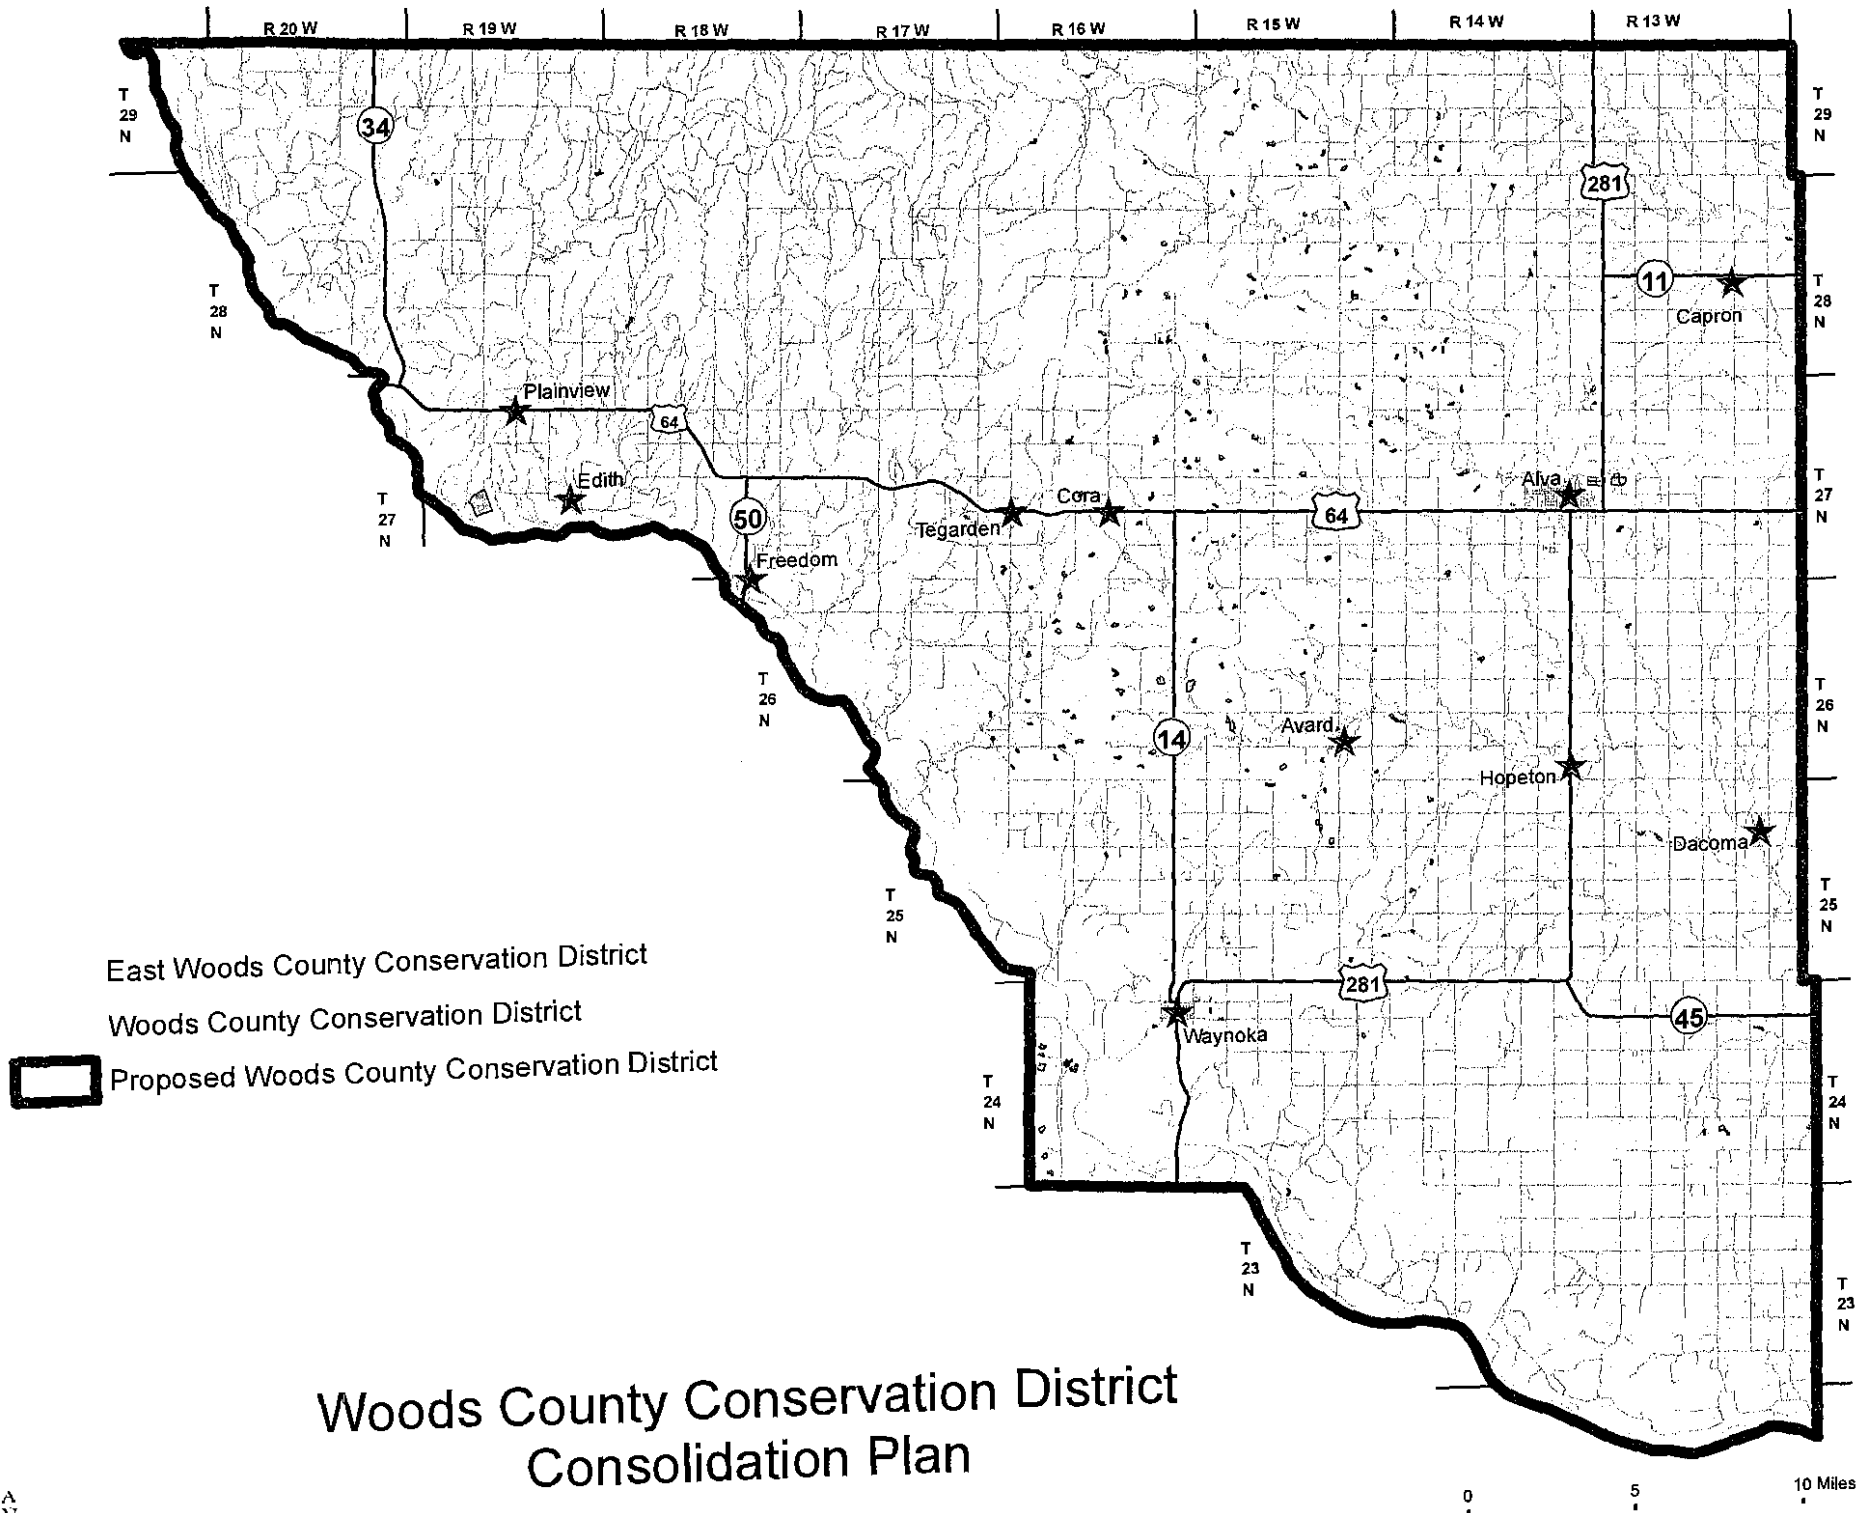 R 20 W R 19 W R 18 W R 17 W R 16 W R 15 W R 14 W R 13 W
T
29
N
T
29
N
34
281
11
Capron
T
28
N
T
28
N
Plainview
64
Edith
Alva
Cora
T
27
N
50
Tegarden
64
T
27
N
Freedom
T
26
N
T
26
N
14
Avard
Hopeton
Dacoma
T
25
N
T
25
N
East Woods County Conservation District
Woods County Conservation District
Proposed Woods County Conservation District
281
45
Waynoka
T
24
N
T
24
N
T
23
N
T
23
N
Woods County Conservation District
Consolidation Plan
0 5 10 Miles